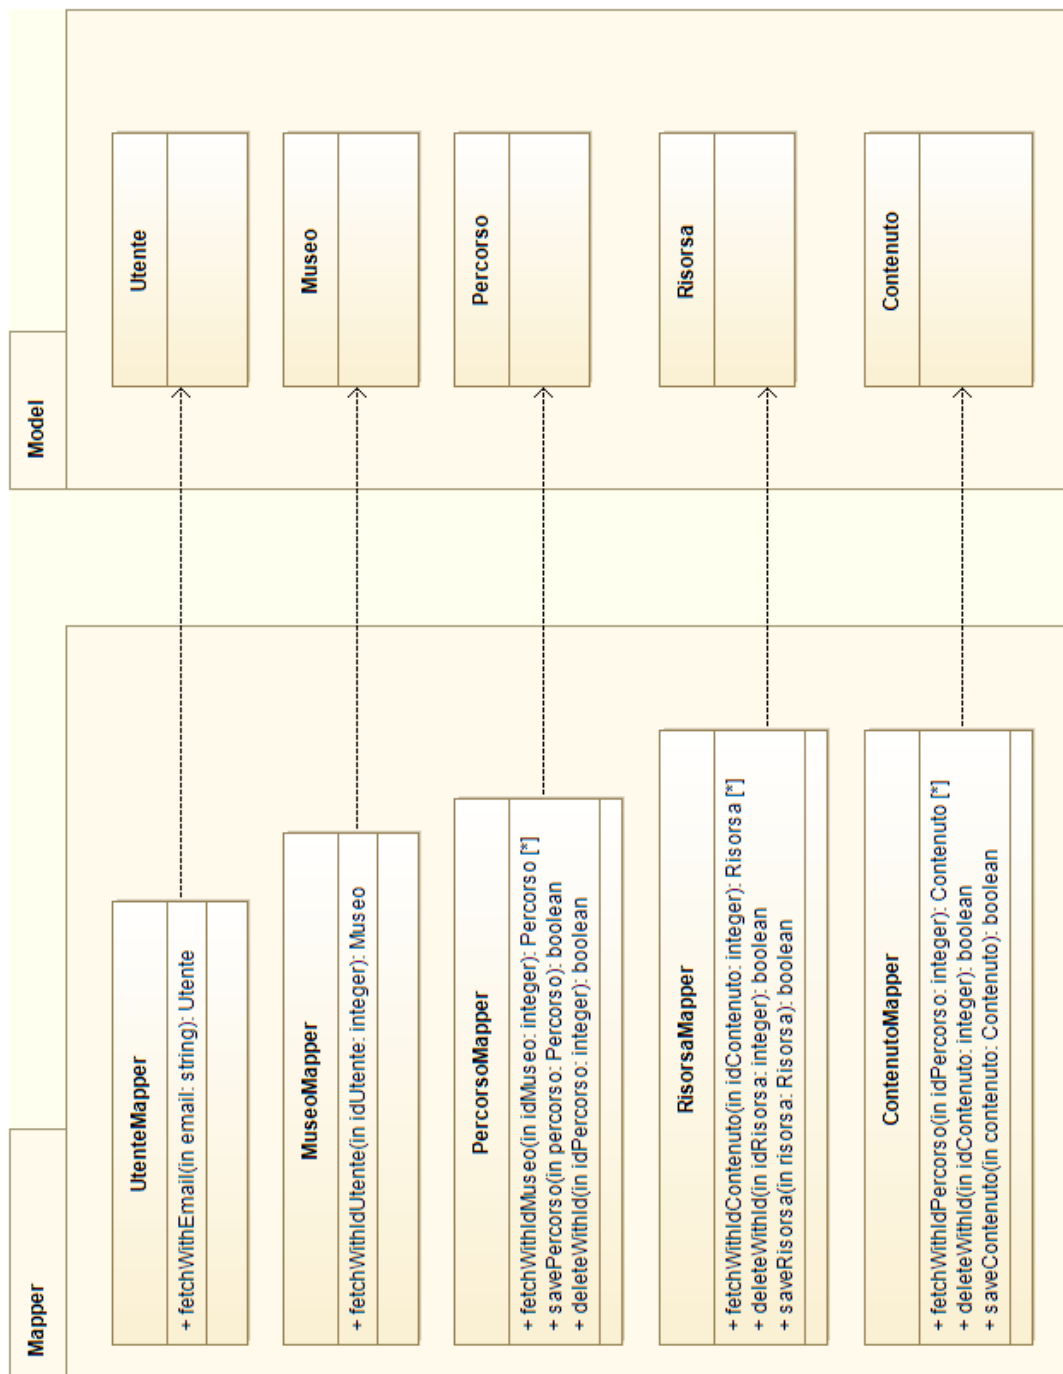 Mapper
UtenteMapper
+ fetchWithEmail(in email: string): Utente
MuseoMapper
+ fetchWithIdUtente(in idUtente: integer): Museo
PercorsoMapper
+ fetchWithIdMuseo(in idMuseo: integer): Percorso [*]
+ savePercorso(in percorso: Percorso): boolean
+ deleteWithId(in idPercorso: integer): boolean
RisorsaMapper
+ fetchWithIdContenuto(in idContenuto: integer): Risorsa [*]
+ deleteWithId(in idRisorsa: integer): boolean
+ saveRisorsa(in risorsa: Risorsa): boolean
ContenutoMapper
+ fetchWithIdPercorso(in idPercorso: integer): Contenuto [*]
+ deleteWithId(in idContenuto: integer): boolean
+ saveContenuto(in contenuto: Contenuto): boolean
Model
Utente
Museo
Percorso
Risorsa
Contenuto